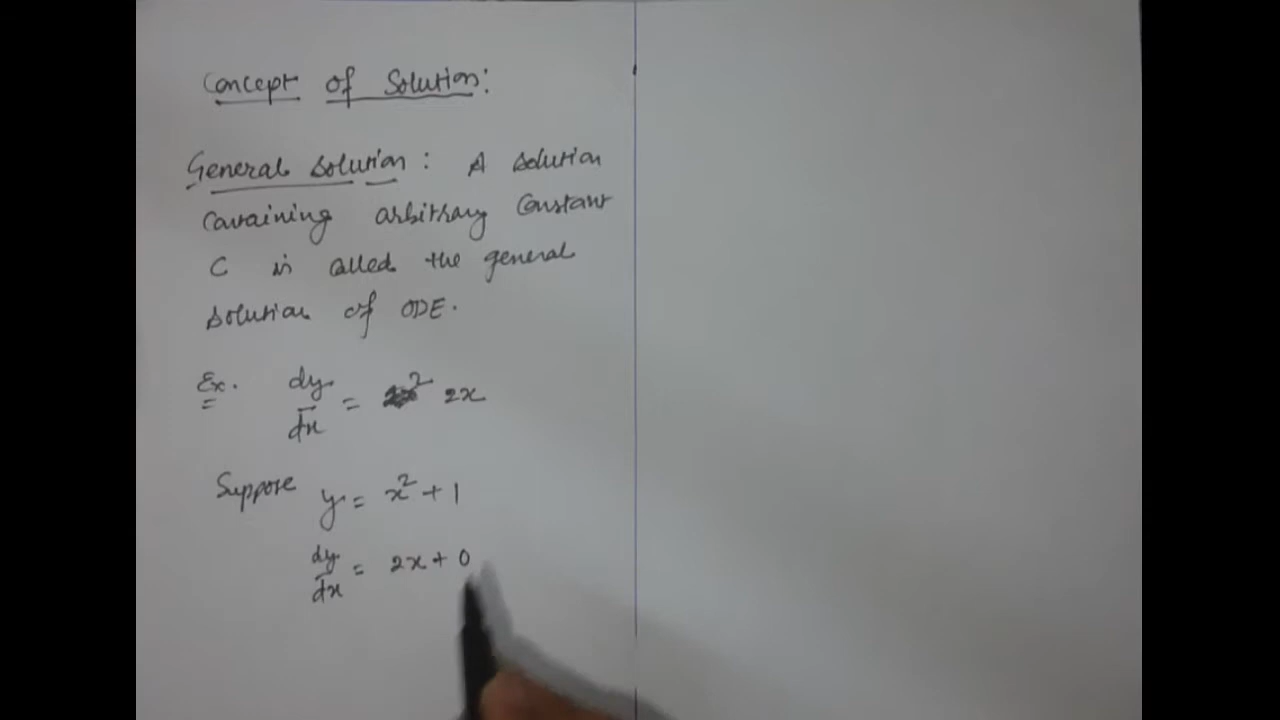 Concept of Solution:
General Solution: A Solution
Containing arbitrary Constant
C is called the general
Solution of ODE.
Ex. dy/dx = 2x
Suppose y = x² + 1
dy/dx = 2x + 0